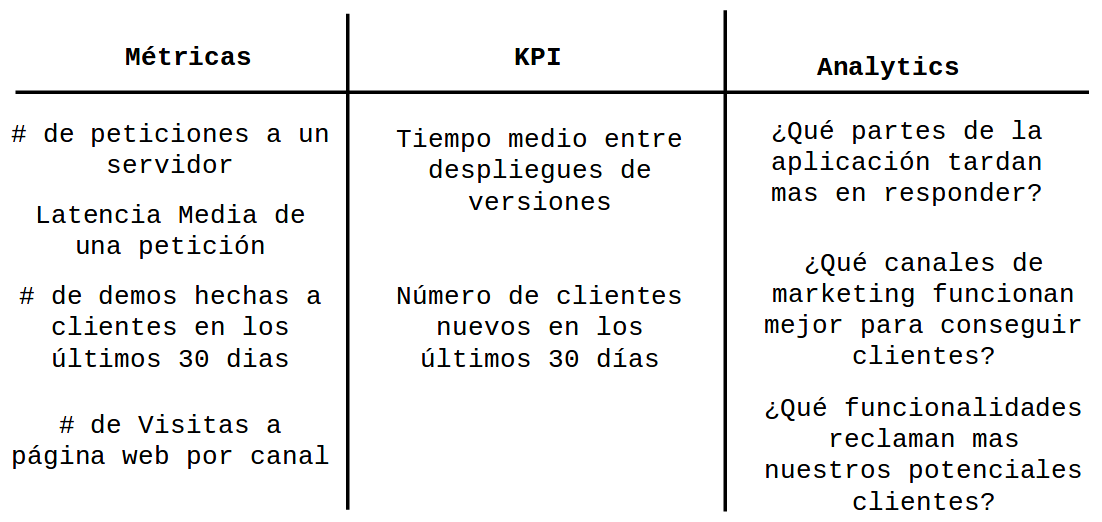 Métricas
KPI
Analytics
# de peticiones a un
servidor
Latencia Media de
una petición
# de demos hechas a
clientes en los
últimos 30 dias
# de Visitas a
página web por canal
Tiempo medio entre
despliegues de
versiones
Número de clientes
nuevos en los
últimos 30 días
¿Qué partes de la
aplicación tardan
mas en responder?
¿Qué canales de
marketing funcionan
mejor para conseguir
clientes?
¿Qué funcionalidades
reclaman mas
nuestros potenciales
clientes?